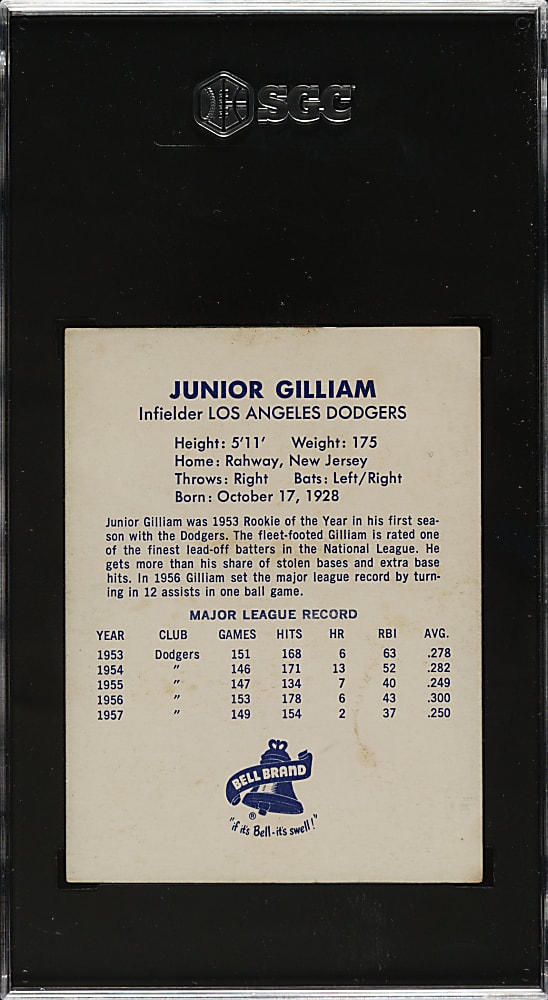 SGC
JUNIOR GILLIAM
Infielder LOS ANGELES DODGERS
Height: 5'11' Weight: 175
Home: Rahway, New Jersey
Throws: Right Bats: Left/Right
Born: October 17, 1928
Junior Gilliam was 1953 Rookie of the Year in his first sea-
son with the Dodgers. The fleet-footed Gilliam is rated one
of the finest lead-off batters in the National League. He
gets more than his share of stolen bases and extra base
hits. In 1956 Gilliam set the major league record by turn-
ing in 12 assists in one ball game.
MAJOR LEAGUE RECORD
YEAR CLUB GAMES HITS HR RBI AVG.
1953 Dodgers 151 168 6 63 .278
1954 " 146 171 13 52 .282
1955 " 147 134 7 40 .249
1956 " 153 178 6 43 .300
1957 " 149 154 2 37 .250
BELL BRAND
®
"if it's Bell-it's swell!"